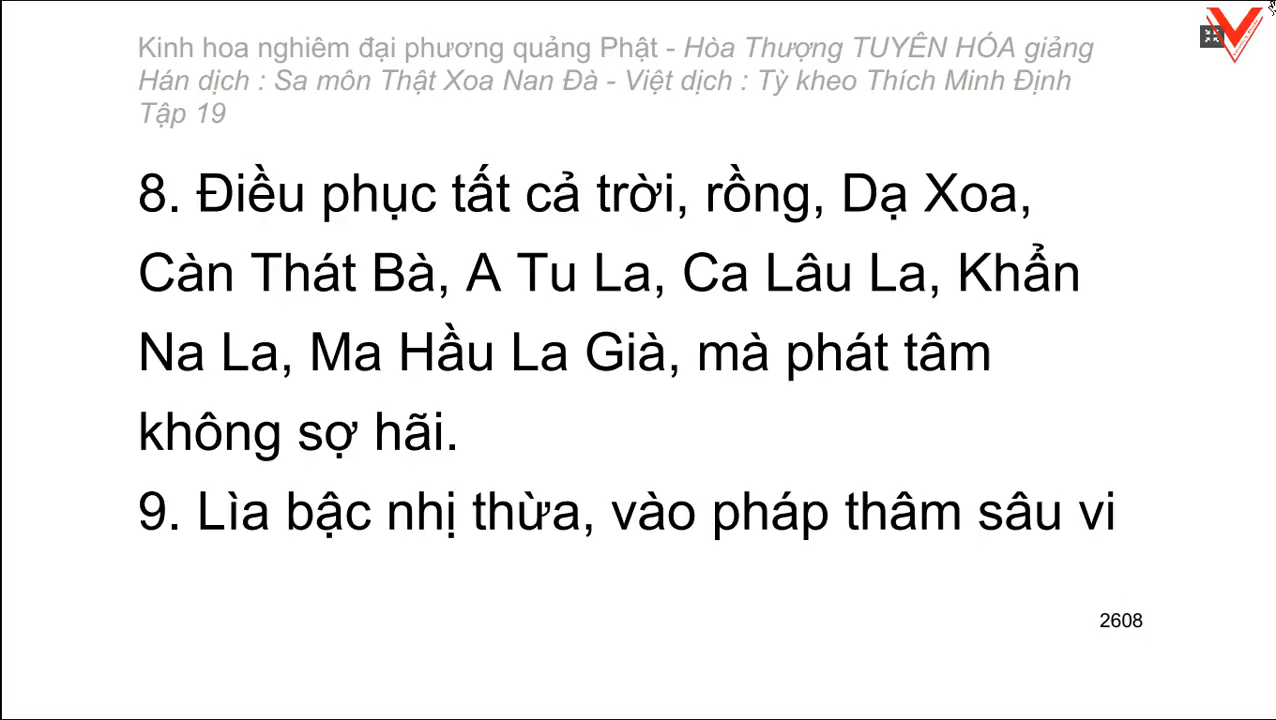 Kinh hoa nghiêm đại phương quảng Phật - Hòa Thượng TUYÊN HÓA giảng
Hán dịch : Sa môn Thật Xoa Nan Đà - Việt dịch : Tỳ kheo Thích Minh Định
Tập 19
8. Điều phục tất cả trời, rồng, Dạ Xoa,
Càn Thát Bà, A Tu La, Ca Lâu La, Khẩn
Na La, Ma Hầu La Già, mà phát tâm
không sợ hãi.
9. Lìa bậc nhị thừa, vào pháp thâm sâu vi
2608